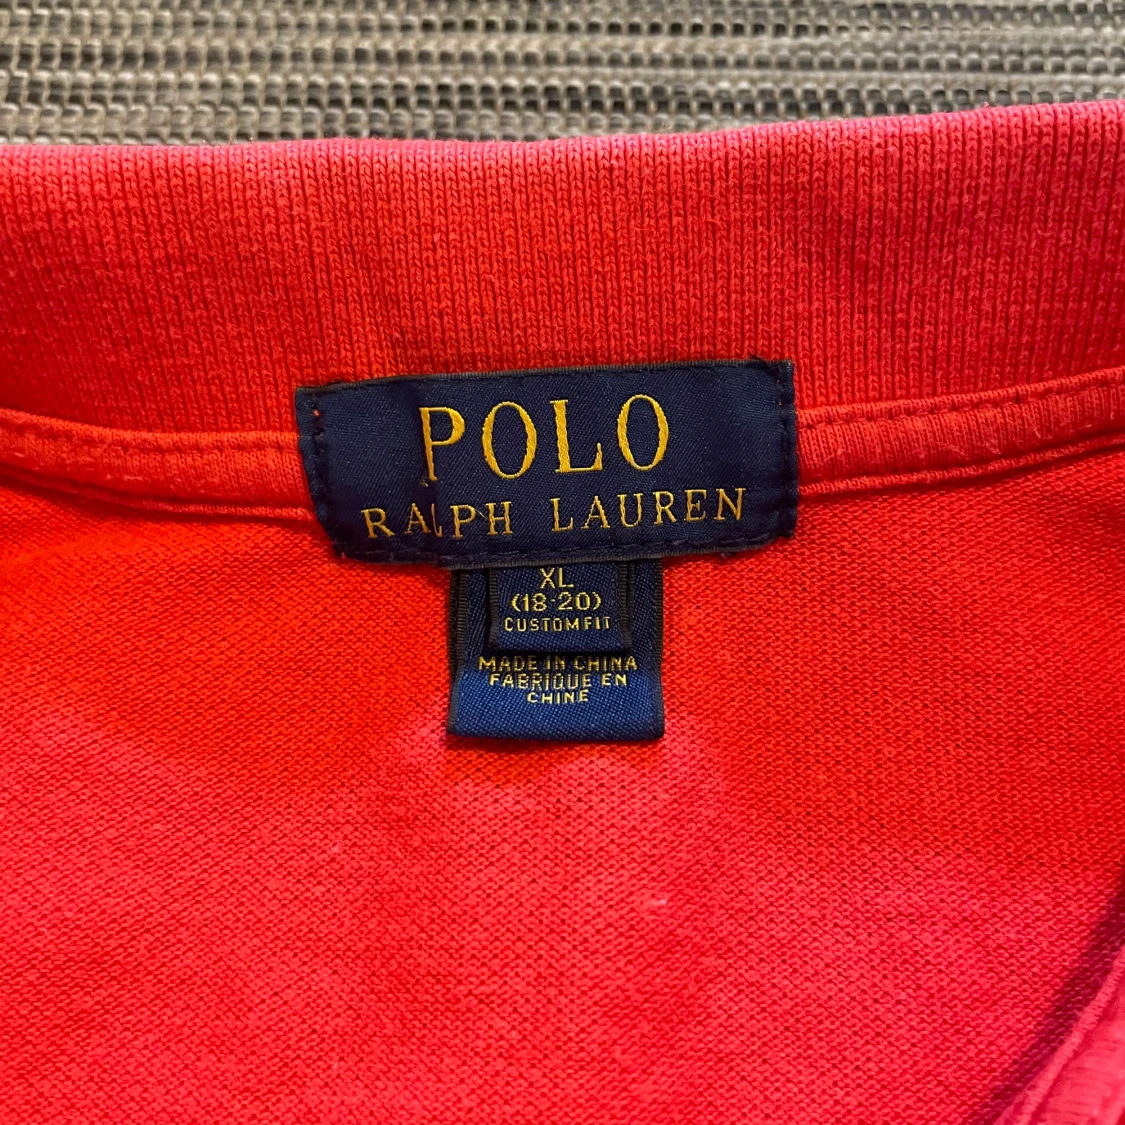 POLO
RALPH LAUREN
XL
(18-20)
CUSTOM FIT
MADE IN CHINA
FABRIQUE EN
CHINE